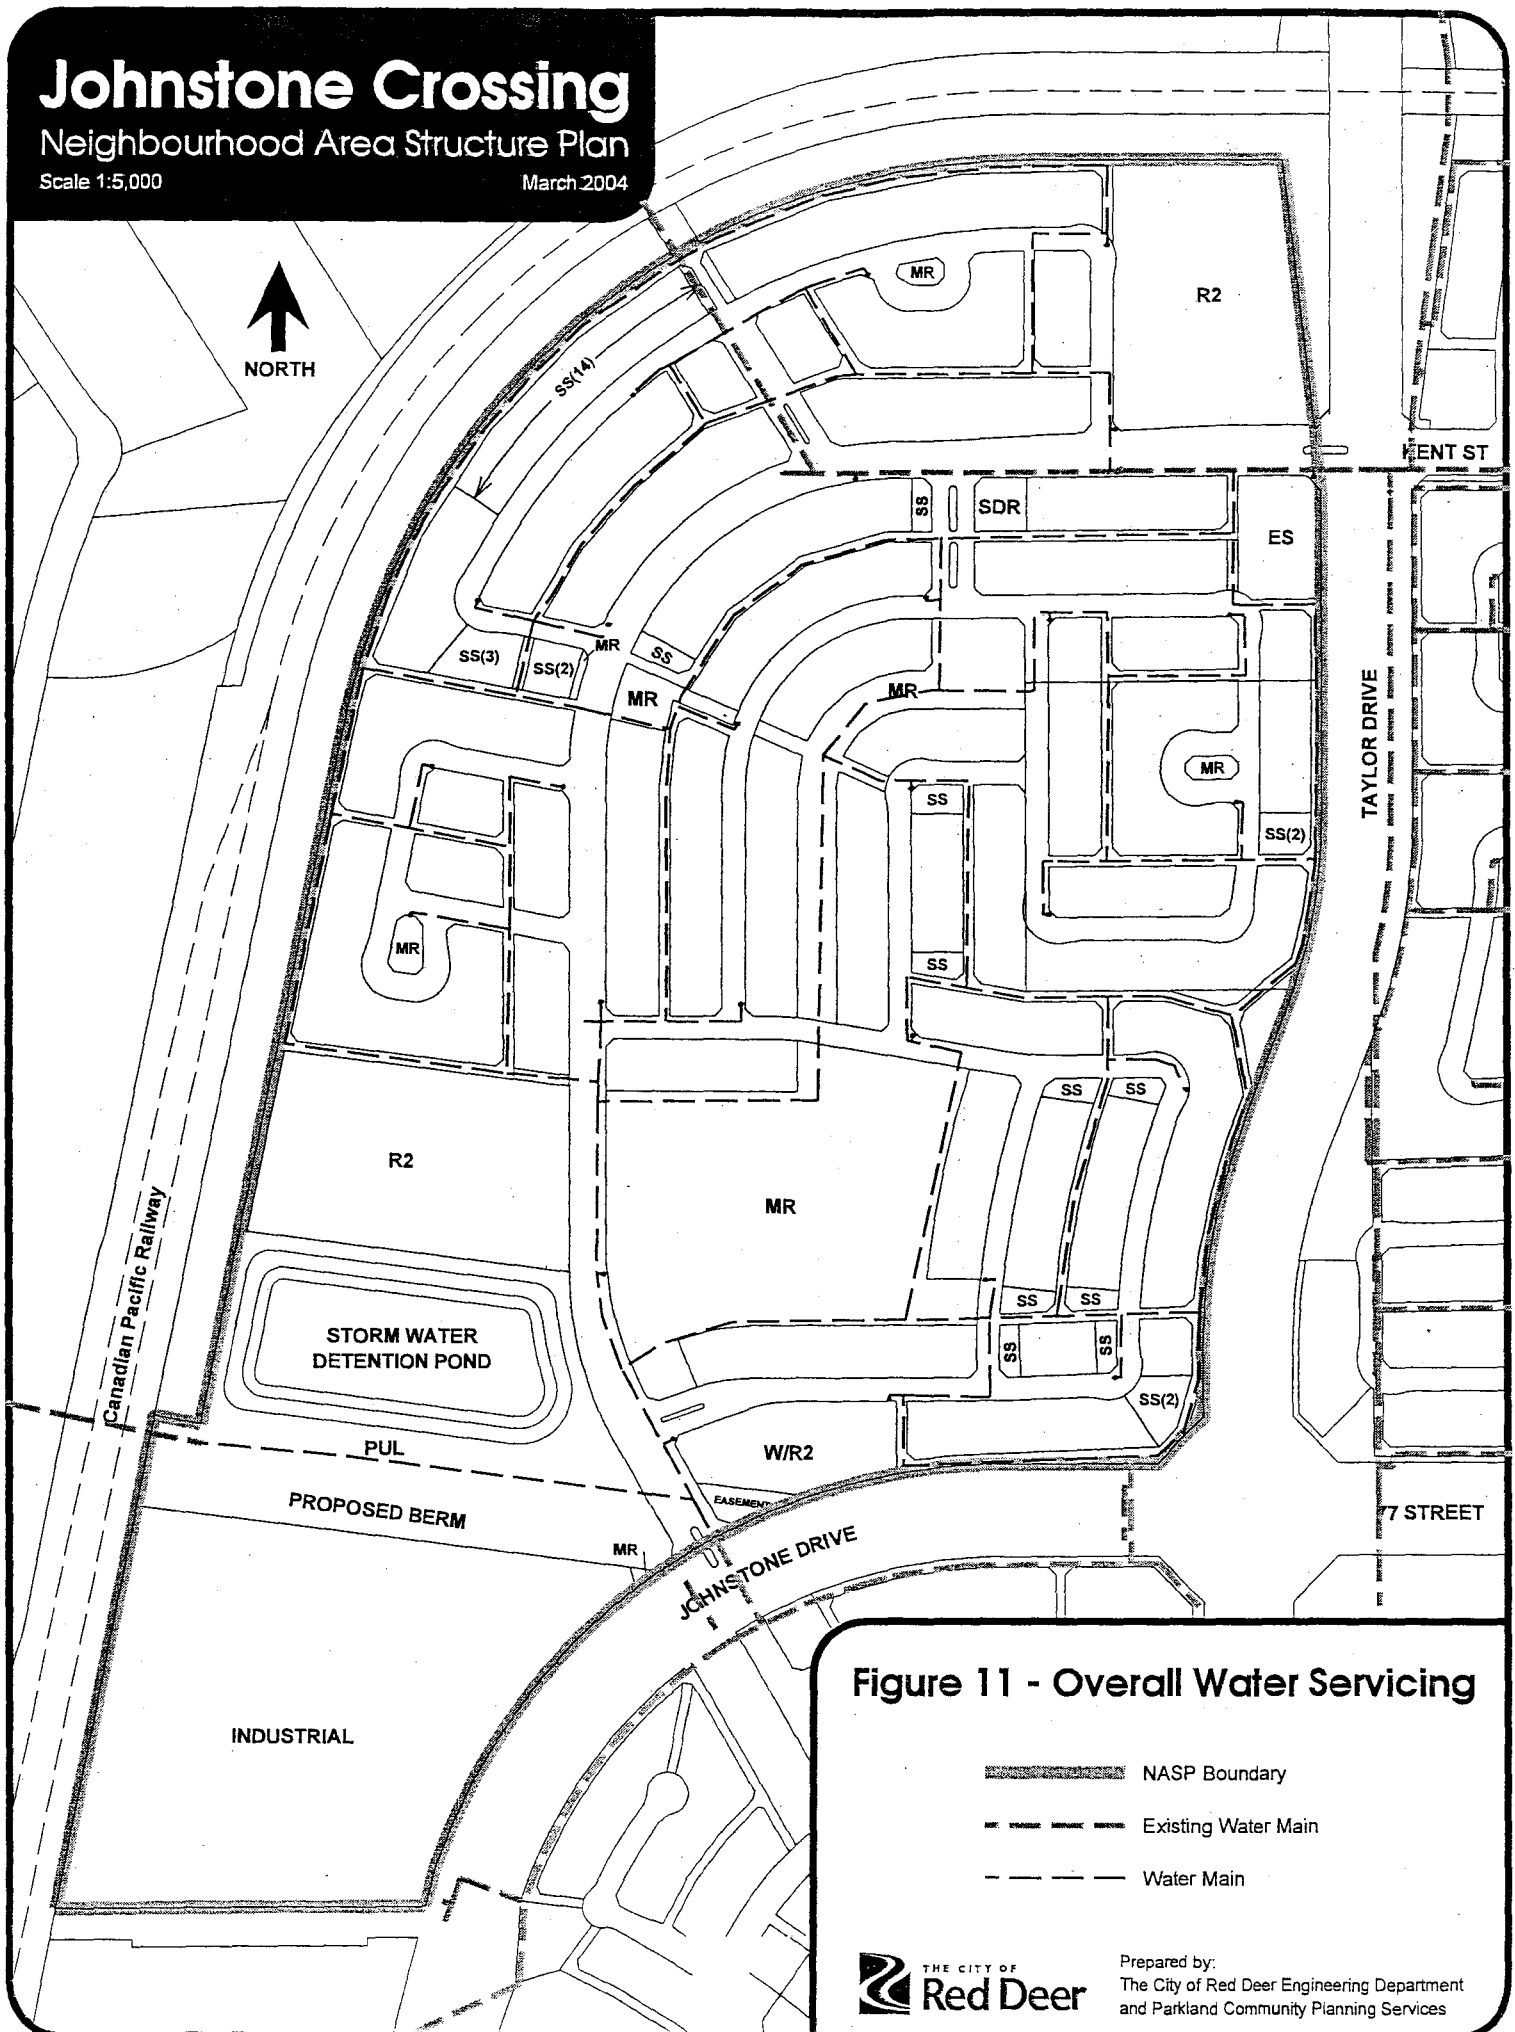 Johnstone Crossing
Neighbourhood Area Structure Plan
Scale 1:5,000
March 2004
NORTH
MR
R2
SS(14)
KENT ST
SS
SDR
ES
SS(3)
SS(2)
MR
SS
MR
MR
TAYLOR DRIVE
MR
SS
SS(2)
MR
SS
SS
SS
R2
MR
Canadian Pacific Railway
SS
SS
STORM WATER
DETENTION POND
SS
SS
SS(2)
PUL
W/R2
EASEMENT
PROPOSED BERM
77 STREET
MR
JOHNSTONE DRIVE
INDUSTRIAL
Figure 11 - Overall Water Servicing
NASP Boundary
Existing Water Main
Water Main
THE CITY OF
Red Deer
Prepared by:
The City of Red Deer Engineering Department
and Parkland Community Planning Services